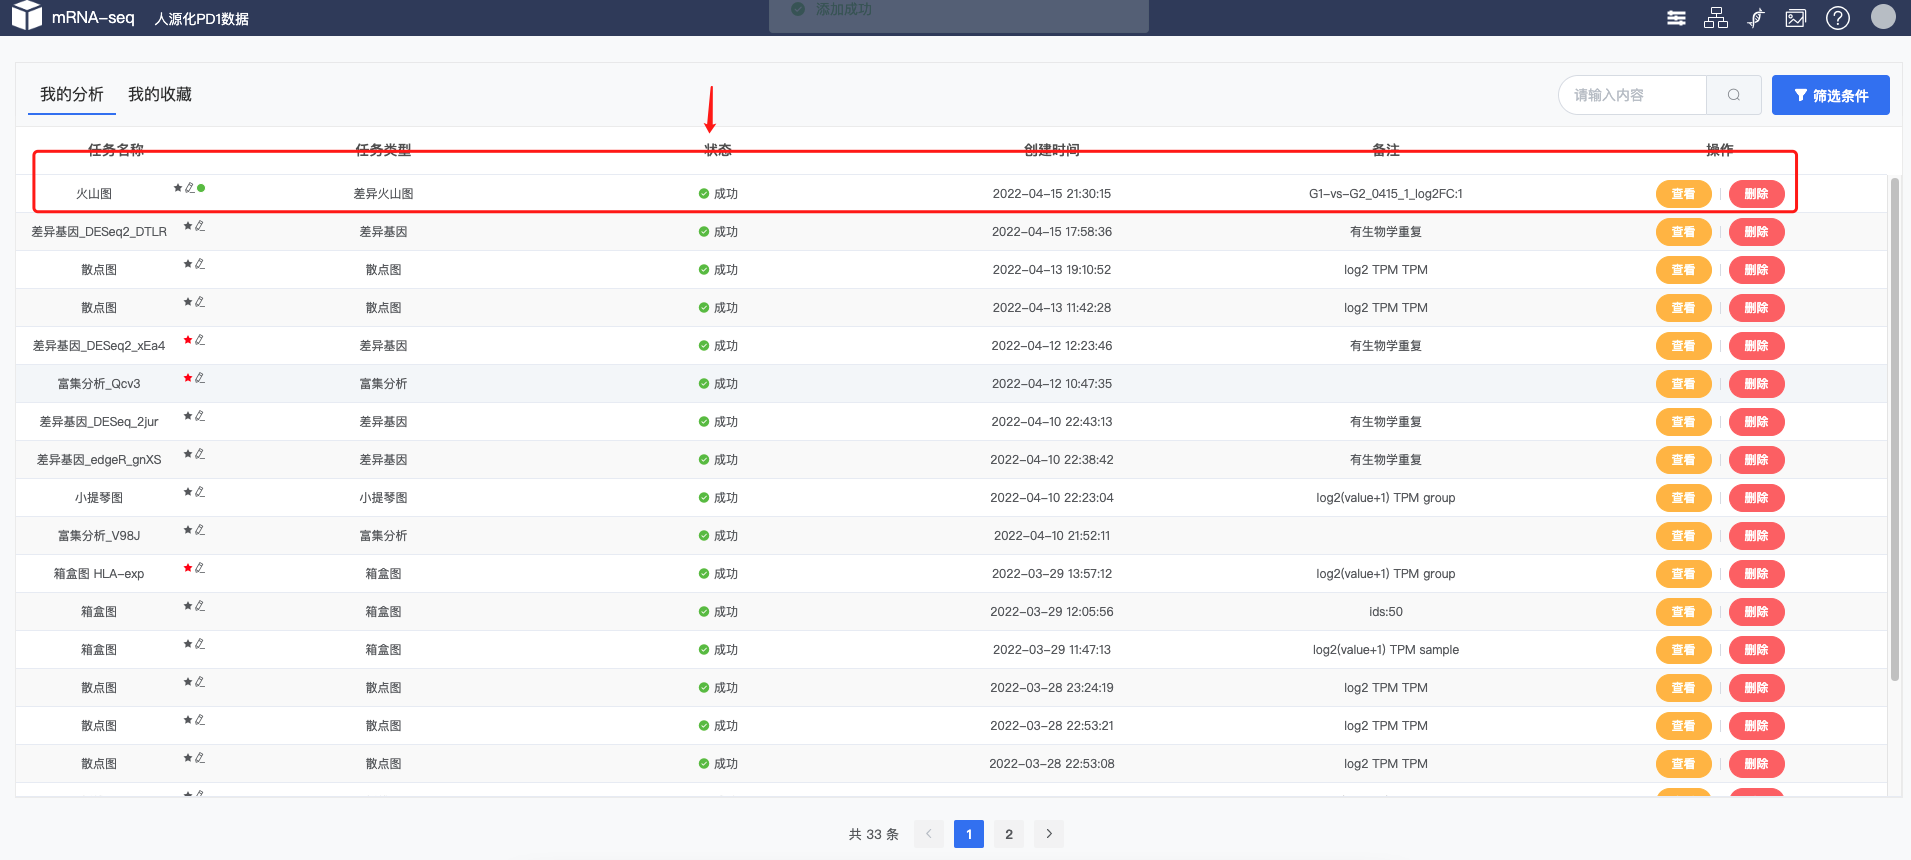 mRNA-seq 人源化PD1数据 添加成功
我的分析 我的收藏 请输入内容 筛选条件
任务名称 任务类型 状态 创建时间 备注 操作
火山图 差异火山图 成功 2022-04-15 21:30:15 G1-vs-G2_0415_1_log2FC:1 查看 删除
差异基因_DESeq2_DTLR 差异基因 成功 2022-04-15 17:58:36 有生物学重复 查看 删除
散点图 散点图 成功 2022-04-13 19:10:52 log2 TPM TPM 查看 删除
散点图 散点图 成功 2022-04-13 11:42:28 log2 TPM TPM 查看 删除
差异基因_DESeq2_xEa4 差异基因 成功 2022-04-12 12:23:46 有生物学重复 查看 删除
富集分析_Qcv3 富集分析 成功 2022-04-12 10:47:35 查看 删除
差异基因_DESeq_2jur 差异基因 成功 2022-04-10 22:43:13 有生物学重复 查看 删除
差异基因_edgeR_gnXS 差异基因 成功 2022-04-10 22:38:42 有生物学重复 查看 删除
小提琴图 小提琴图 成功 2022-04-10 22:23:04 log2(value+1) TPM group 查看 删除
富集分析_V98J 富集分析 成功 2022-04-10 21:52:11 查看 删除
箱盒图 HLA-exp 箱盒图 成功 2022-03-29 13:57:12 log2(value+1) TPM group 查看 删除
箱盒图 箱盒图 成功 2022-03-29 12:05:56 ids:50 查看 删除
箱盒图 箱盒图 成功 2022-03-29 11:47:13 log2(value+1) TPM sample 查看 删除
散点图 散点图 成功 2022-03-28 23:24:19 log2 TPM TPM 查看 删除
散点图 散点图 成功 2022-03-28 22:53:21 log2 TPM TPM 查看 删除
散点图 散点图 成功 2022-03-28 22:53:08 log2 TPM TPM 查看 删除
共 33 条 1 2